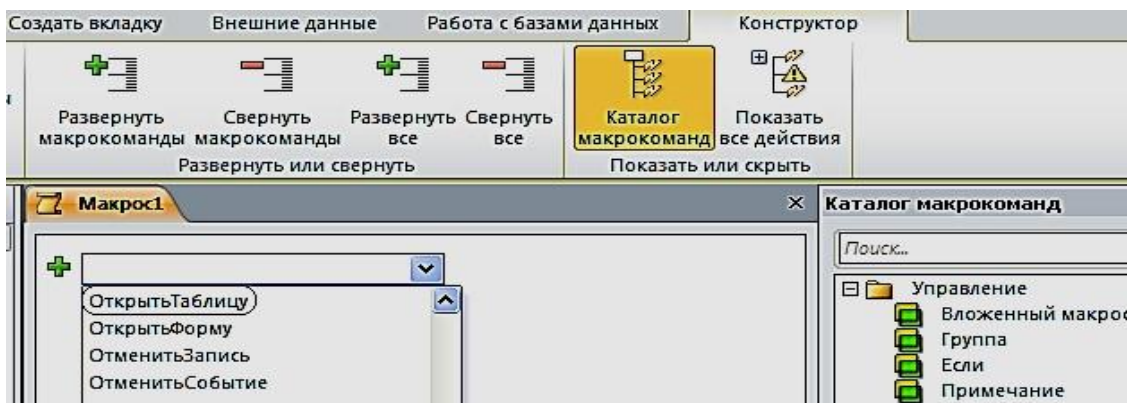 Создать вкладку Внешние данные Работа с базами данных Конструктор
Развернуть макрокоманды
Свернуть макрокоманды
Развернуть все
Свернуть все
Каталог макрокоманд
Показать все действия
Развернуть или свернуть
Показать или скрыть
Макрос1
Каталог макрокоманд
Поиск...
ОткрытьТаблицу
ОткрытьФорму
ОтменитьЗапись
ОтменитьСобытие
Управление
Вложенный макрос
Группа
Если
Примечание